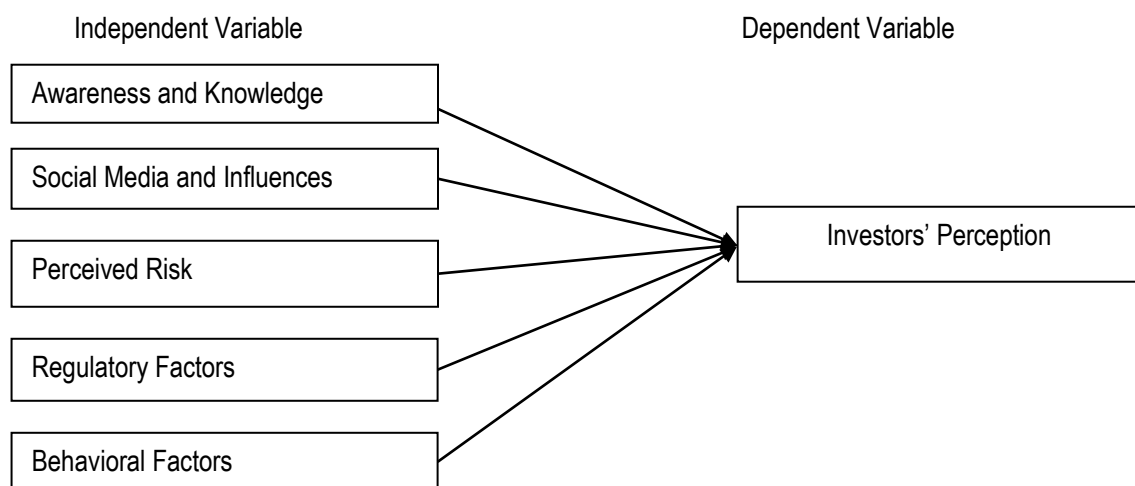 Independent Variable
Dependent Variable
Awareness and Knowledge
Social Media and Influences
Perceived Risk
Regulatory Factors
Behavioral Factors
Investors’ Perception